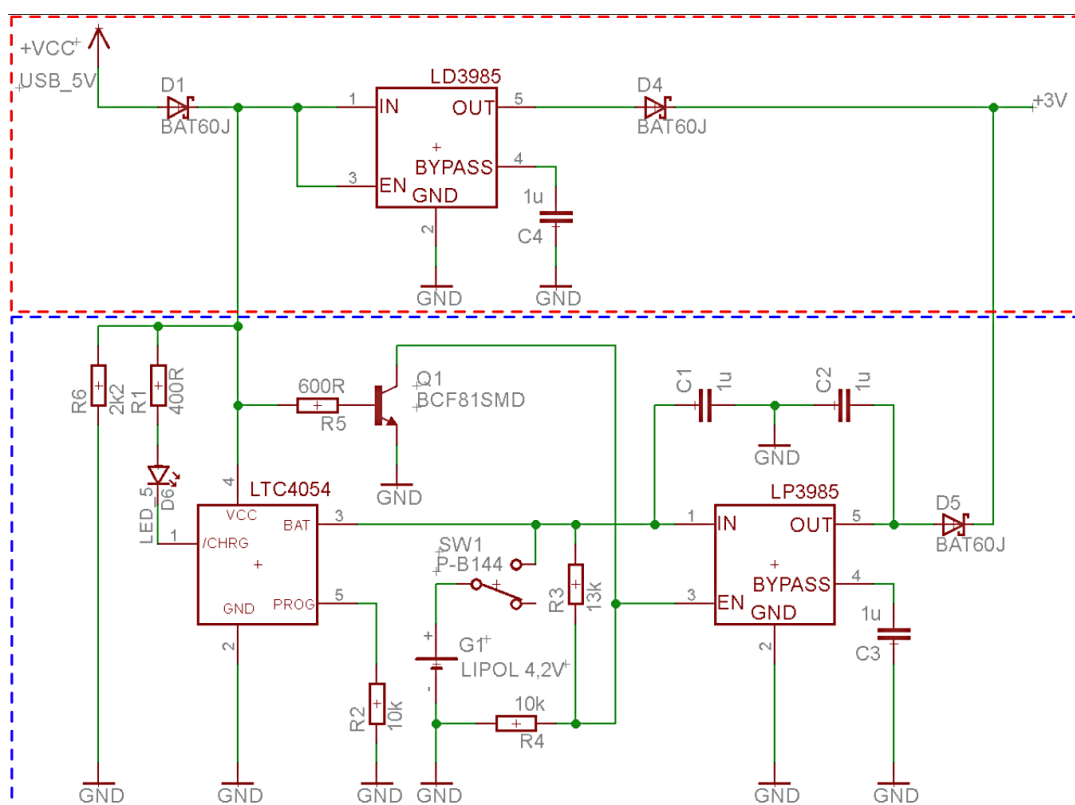 +VCC
USB_5V
D1
BAT60J
LD3985
1
IN
OUT
5
D4
BAT60J
+3V
BYPASS
4
3
EN
GND
2
1u
C4
GND
GND
R6
2k2
R1
400R
600R
R5
Q1
BCF81SMD
GND
C1
1u
C2
1u
GND
LED_5
D6
4
LTC4054
VCC
BAT
3
1
/CHRG
GND
PROG
5
2
SW1
P-B144
R3
13k
LP3985
1
IN
OUT
5
D5
BAT60J
BYPASS
4
3
EN
GND
2
1u
C3
+
G1
LIPOL 4,2V
-
R2
10k
10k
R4
GND
GND
GND
GND
GND
GND